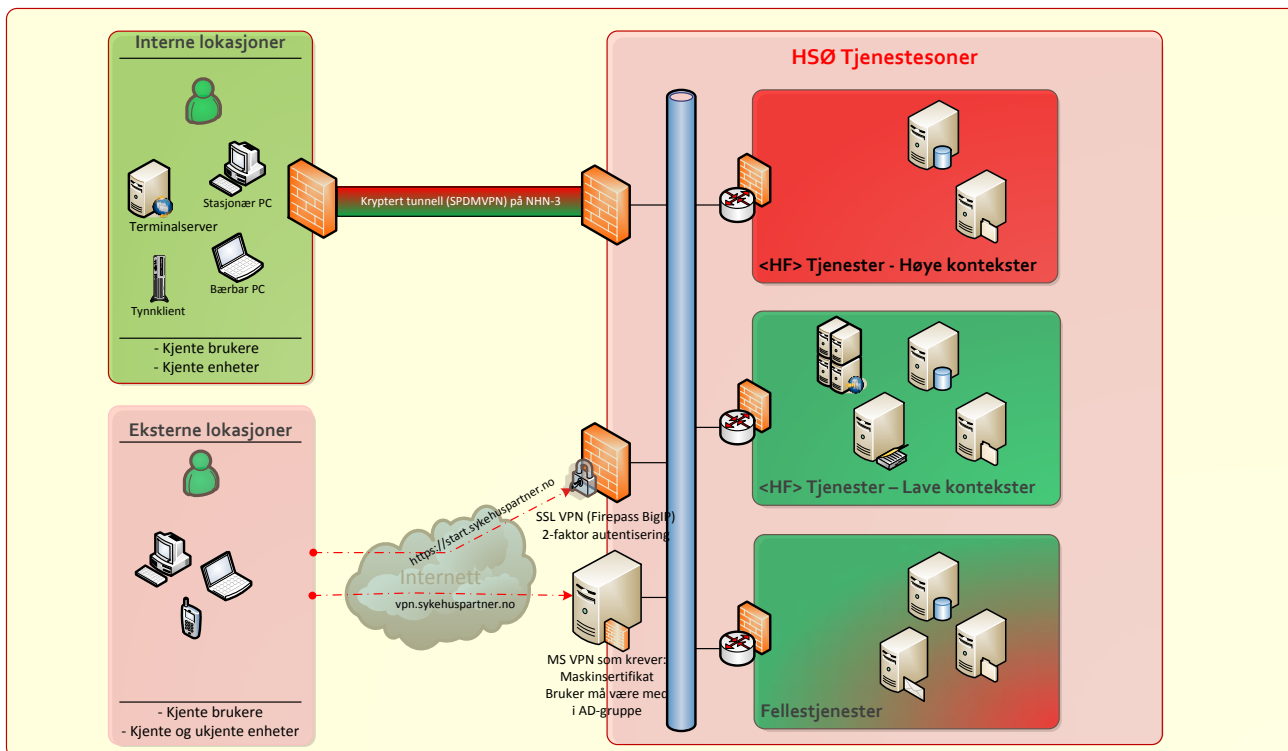 Interne lokasjoner
Stasjonær PC
Terminalserver
Bærbar PC
Tynnklient
- Kjente brukere
- Kjente enheter
Kryptert tunnell (SPDMVPN) på NHN-3
HSØ Tjenestesoner
<HF> Tjenester - Høye kontekster
<HF> Tjenester – Lave kontekster
Fellestjenester
Eksterne lokasjoner
- Kjente brukere
- Kjente og ukjente enheter
https://start.sykehuspartner.no
Internett
vpn.sykehuspartner.no
SSL VPN (Firepass BigIP)
2-faktor autentisering
MS VPN som krever:
Maskinsertifikat
Bruker må være med
i AD-gruppe